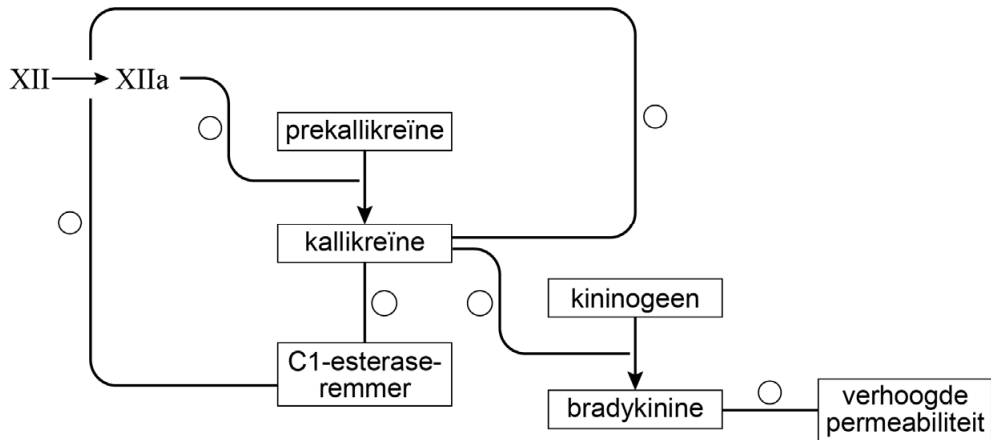 XII
XIIa
prekallikreïne
kallikreïne
kininogeen
C1-esterase-
remmer
bradykinine
verhoogde
permeabiliteit